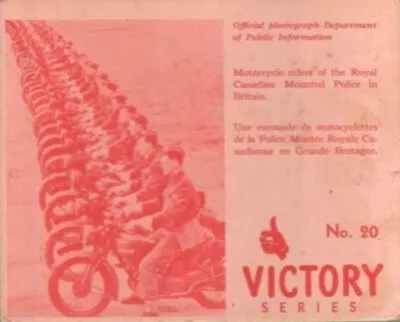 Official photograph Department
of Public Information
Motorcycle riders of the Royal
Canadian Mounted Police in
Britain.
Une escouade de motocyclettes
de la Police Montée Royale Ca-
nadienne en Grande Bretagne.
No. 20
VICTORY
SERIES